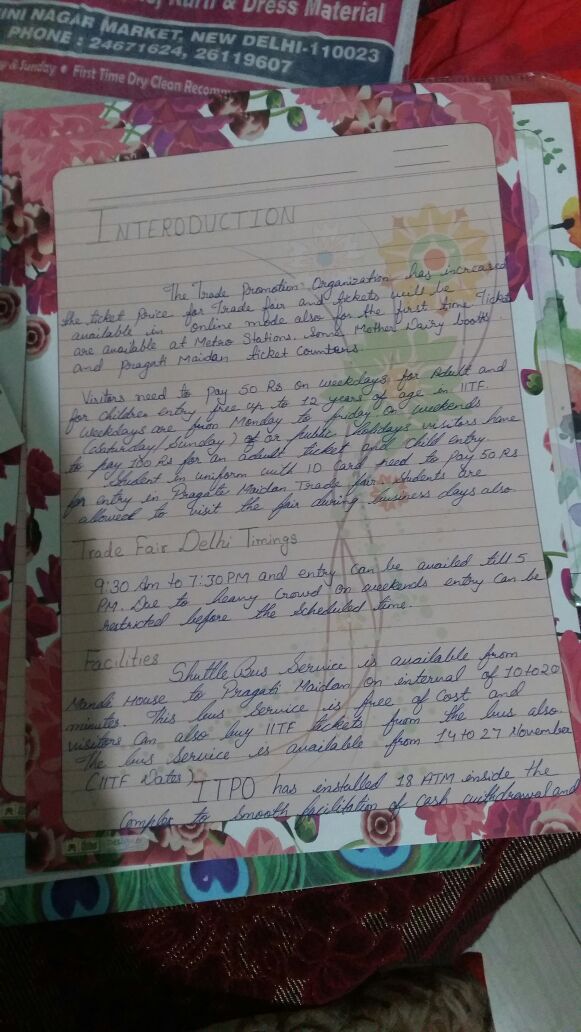 Kurti & Dress Material
INI NAGAR MARKET, NEW DELHI-110023
PHONE : 24671624, 26119607
& Sunday • First Time Dry Clean Recomm
INTERODUCTION
The Trade Promotion Organization has increased
the ticket price for Trade fair and tickets will be
available in online mode also for the first time Ticket
are available at Metro Stations, Some Mother Dairy booths
and Pragati Maidan ticket Counters.
Visitors need to pay 50 Rs on weekdays for Adult and
for Children entry free up to 12 years of age in IITF
Weekdays are from Monday to friday on weekends
(Saturday/Sunday) or public holidays visitors have
to pay 100 Rs for an adult ticket and child entry.
Student in uniform with ID Card need to Pay 50 Rs
for entry in Pragati Maidan Trade fair. Students are
allowed to visit the fair during business days also.
Trade Fair Delhi Timings
9:30 Am to 7:30 PM and entry can be availed till 5
PM. Due to heavy Crowd on weekends entry can be
restricted before the Scheduled time.
Facilities
Shuttle Bus Service is available from
Mandi House to Pragati Maidan on interval of 10 to 20
minutes. This bus Service is free of Cost and
visitors Can also buy IITF tickets from the bus also
The bus Service is available from 14 to 27 November
(IITF Dates)
ITPO has installed 18 ATM inside the
Complex to Smooth facilitation of cash withdrawal and